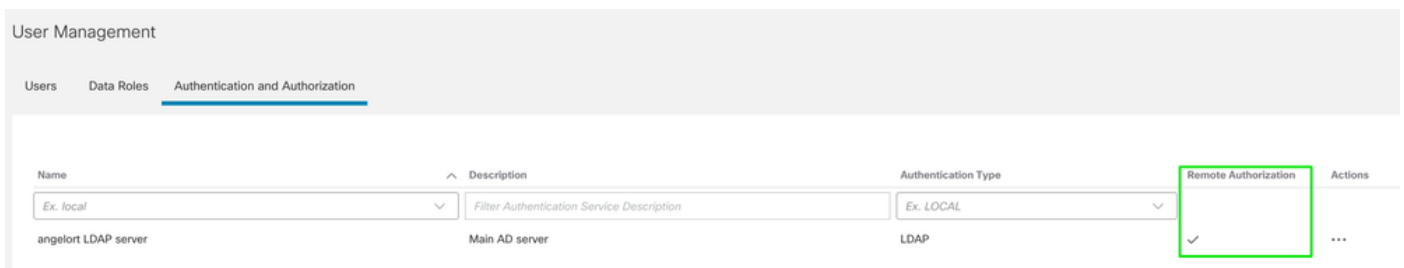 User Management
Users Data Roles Authentication and Authorization
Name Description Authentication Type Remote Authorization Actions
Ex. local Filter Authentication Service Description Ex. LOCAL
angelort LDAP server Main AD server LDAP